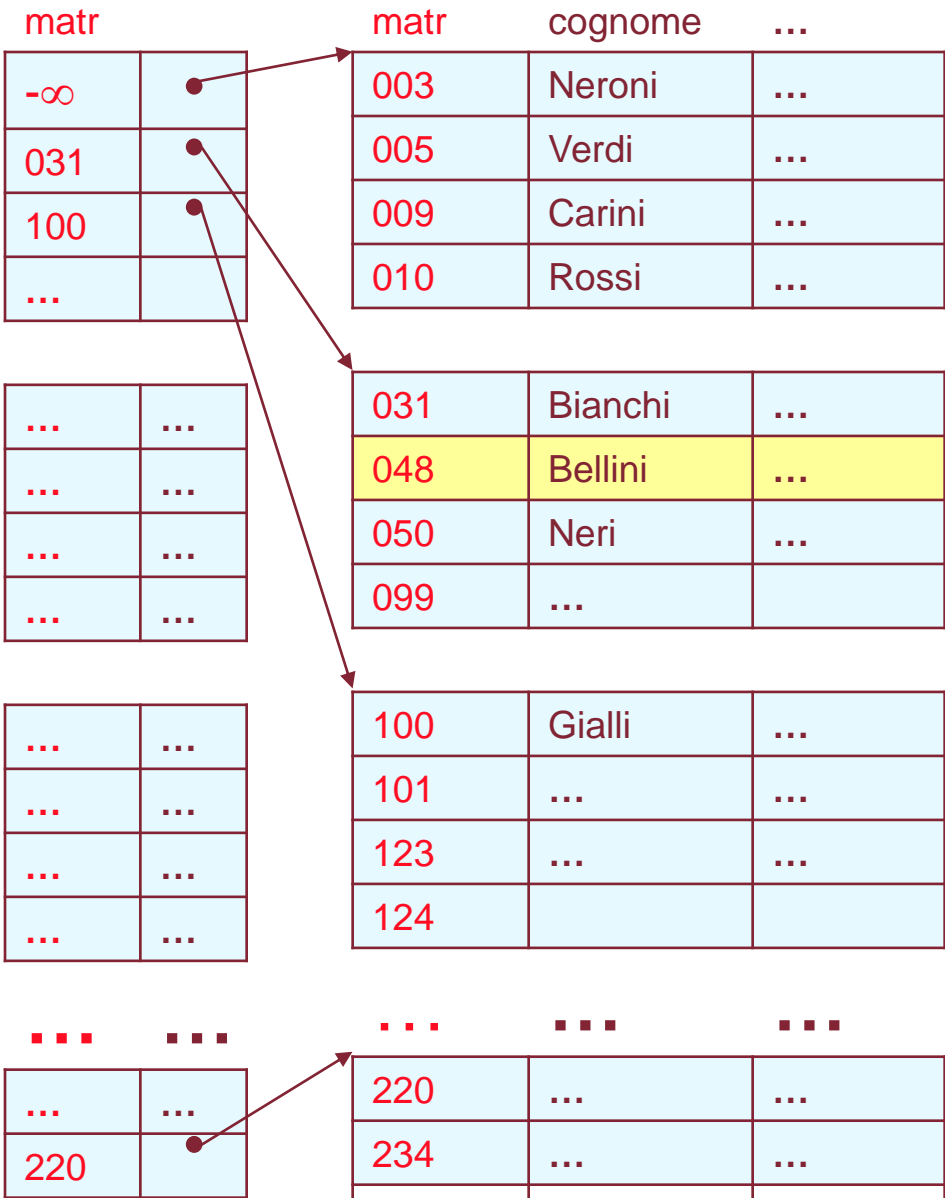 matr
-∞
031
100
...
... ...
... ...
... ...
... ...
... ...
... ...
... ...
... ...
... ...
... ...
220
matr cognome ...
003 Neroni ...
005 Verdi ...
009 Carini ...
010 Rossi ...
031 Bianchi ...
048 Bellini ...
050 Neri ...
099 ...
100 Gialli ...
101 ... ...
123 ... ...
124
... ... ...
220 ... ...
234 ... ...